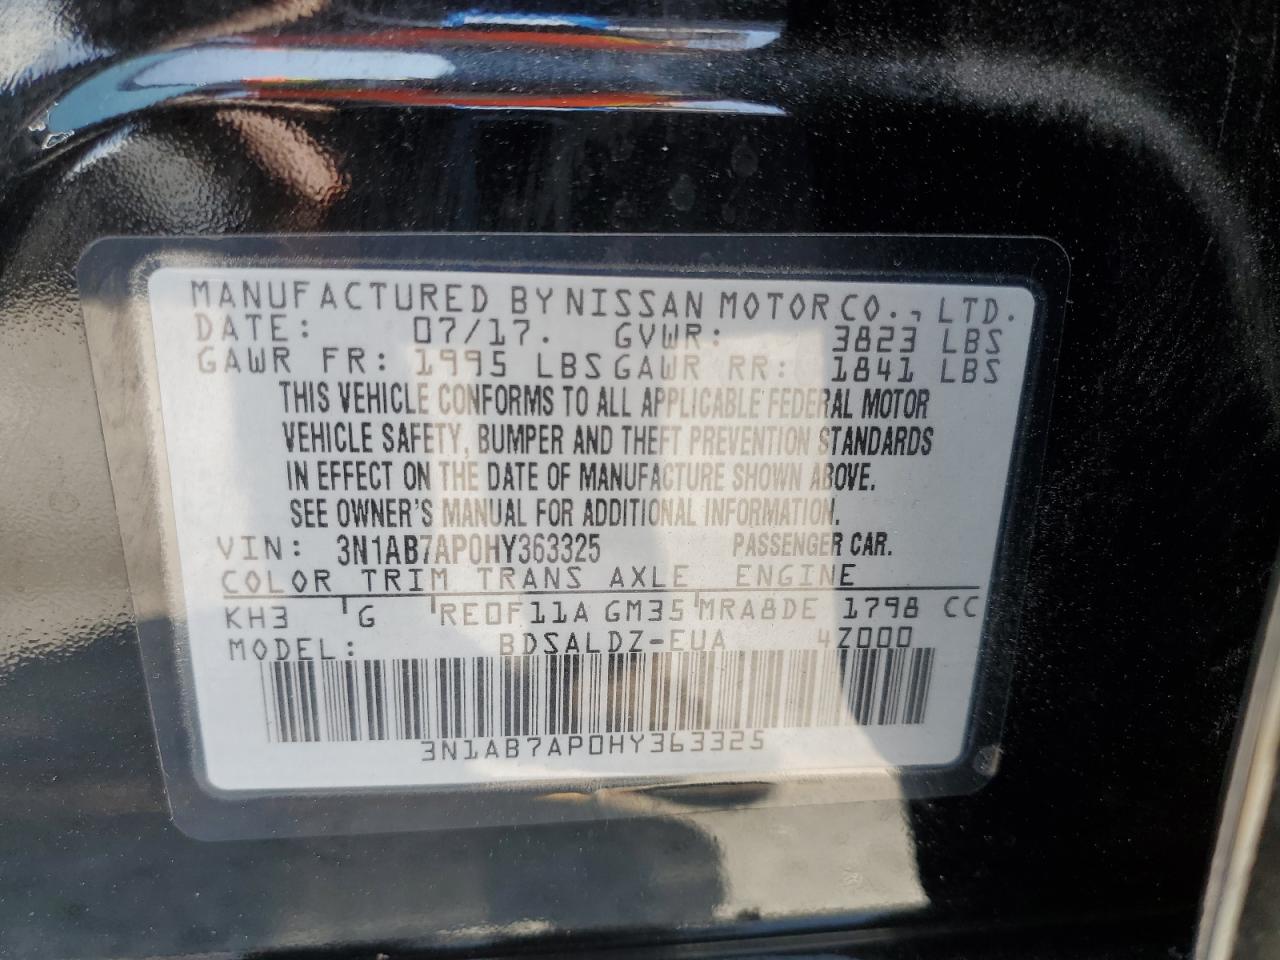 MANUFACTURED BY NISSAN MOTOR CO., LTD.
DATE: 07/17. GVWR: 3823 LBS
GAWR FR: 1995 LBS GAWR RR: 1841 LBS
THIS VEHICLE CONFORMS TO ALL APPLICABLE FEDERAL MOTOR
VEHICLE SAFETY, BUMPER AND THEFT PREVENTION STANDARDS
IN EFFECT ON THE DATE OF MANUFACTURE SHOWN ABOVE.
SEE OWNER'S MANUAL FOR ADDITIONAL INFORMATION.
VIN: 3N1AB7AP0HY363325 PASSENGER CAR.
COLOR TRIM TRANS AXLE ENGINE
KH3 G RE0F11A GM35 MRA8DE 1798 CC
MODEL: BDSALDZ-EUA 4Z000
3N1AB7AP0HY363325